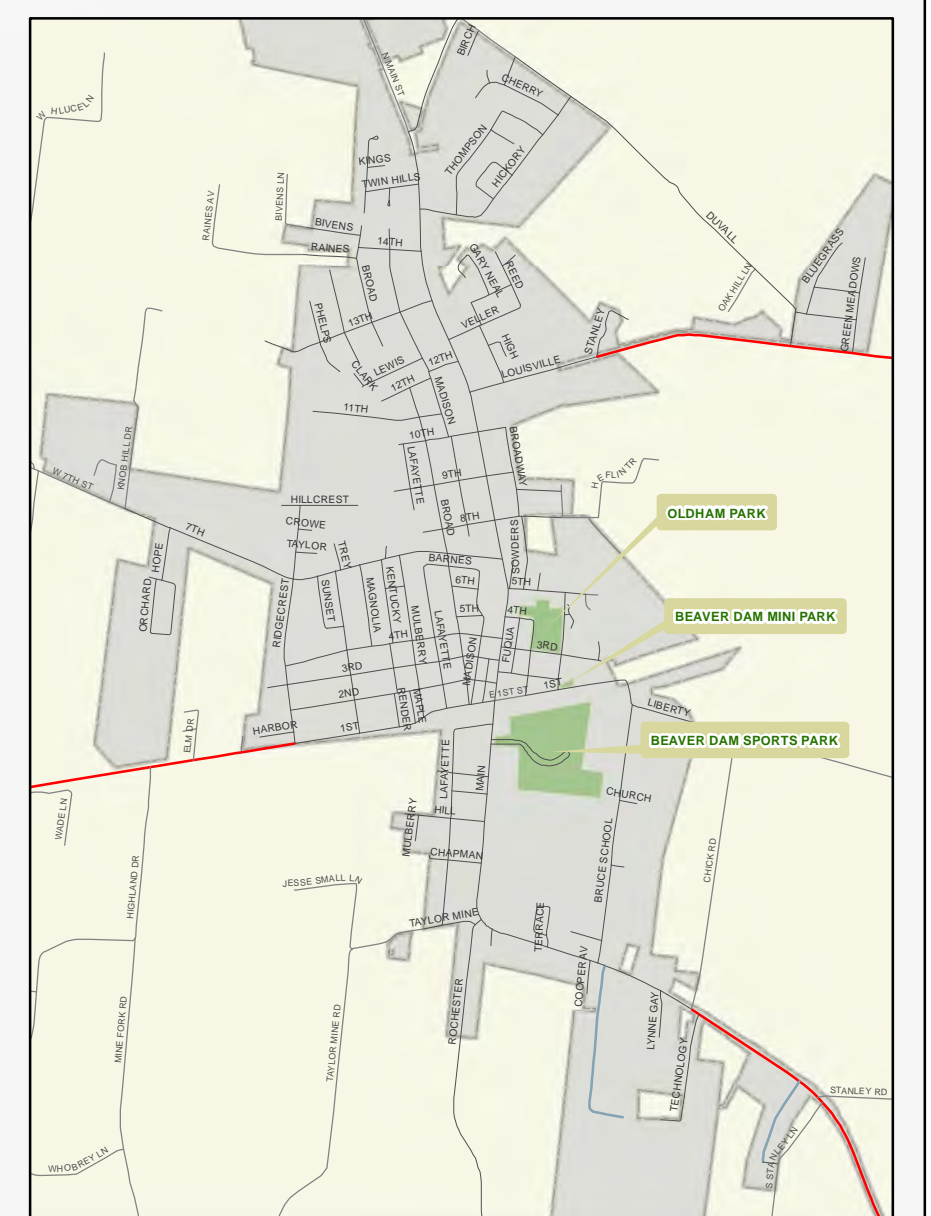 BIRCH
N MAIN ST
CHERRY
W HLUCELN
THOMPSON
HICKORY
KINGS
TWIN HILLS
BIVENS LN
RAINES AV
BIVENS
RAINES
14TH
DUVALL
BLUEGRASS
GREEN MEADOWS
OAK HILL LN
GARY NEAL
REED
BROAD
PHELPS
13TH
VELLER
HIGH
STANLEY
LOUISVILLE
CLARK
LEWIS
12TH
12TH
MADISON
11TH
10TH
LAFAYETTE
BROADWAY
KNOB HILL DR
W 7TH ST
9TH
H E FLIN TR
HILLCREST
BROAD
8TH
OLDHAM PARK
CROWE
7TH
TAYLOR
TREY
SOWDERS
HOPE
BARNES
ORCHARD
RIDGECREST
SUNSET
MAGNOLIA
KENTUCKY
6TH
5TH
5TH
4TH
MULBERRY
LAFAYETTE
BEAVER DAM MINI PARK
4TH
FUQUA
3RD
3RD
MADISON
2ND
RENDER
MAPLE
E 1ST ST
1ST
LIBERTY
HARBOR
1ST
ELM DR
BEAVER DAM SPORTS PARK
LAFAYETTE
MAIN
CHURCH
WADE LN
MULBERRY
HILL
CHAPMAN
BRUCE SCHOOL
CHICK RD
HIGHLAND DR
JESSE SMALL LN
TAYLOR MINE
TERRACE
COOPER AV
ROCHESTER
LYNNE GAY
MINE FORK RD
TAYLOR MINE RD
TECHNOLOGY
STANLEY RD
S STANLEY LN
WHOBREY LN